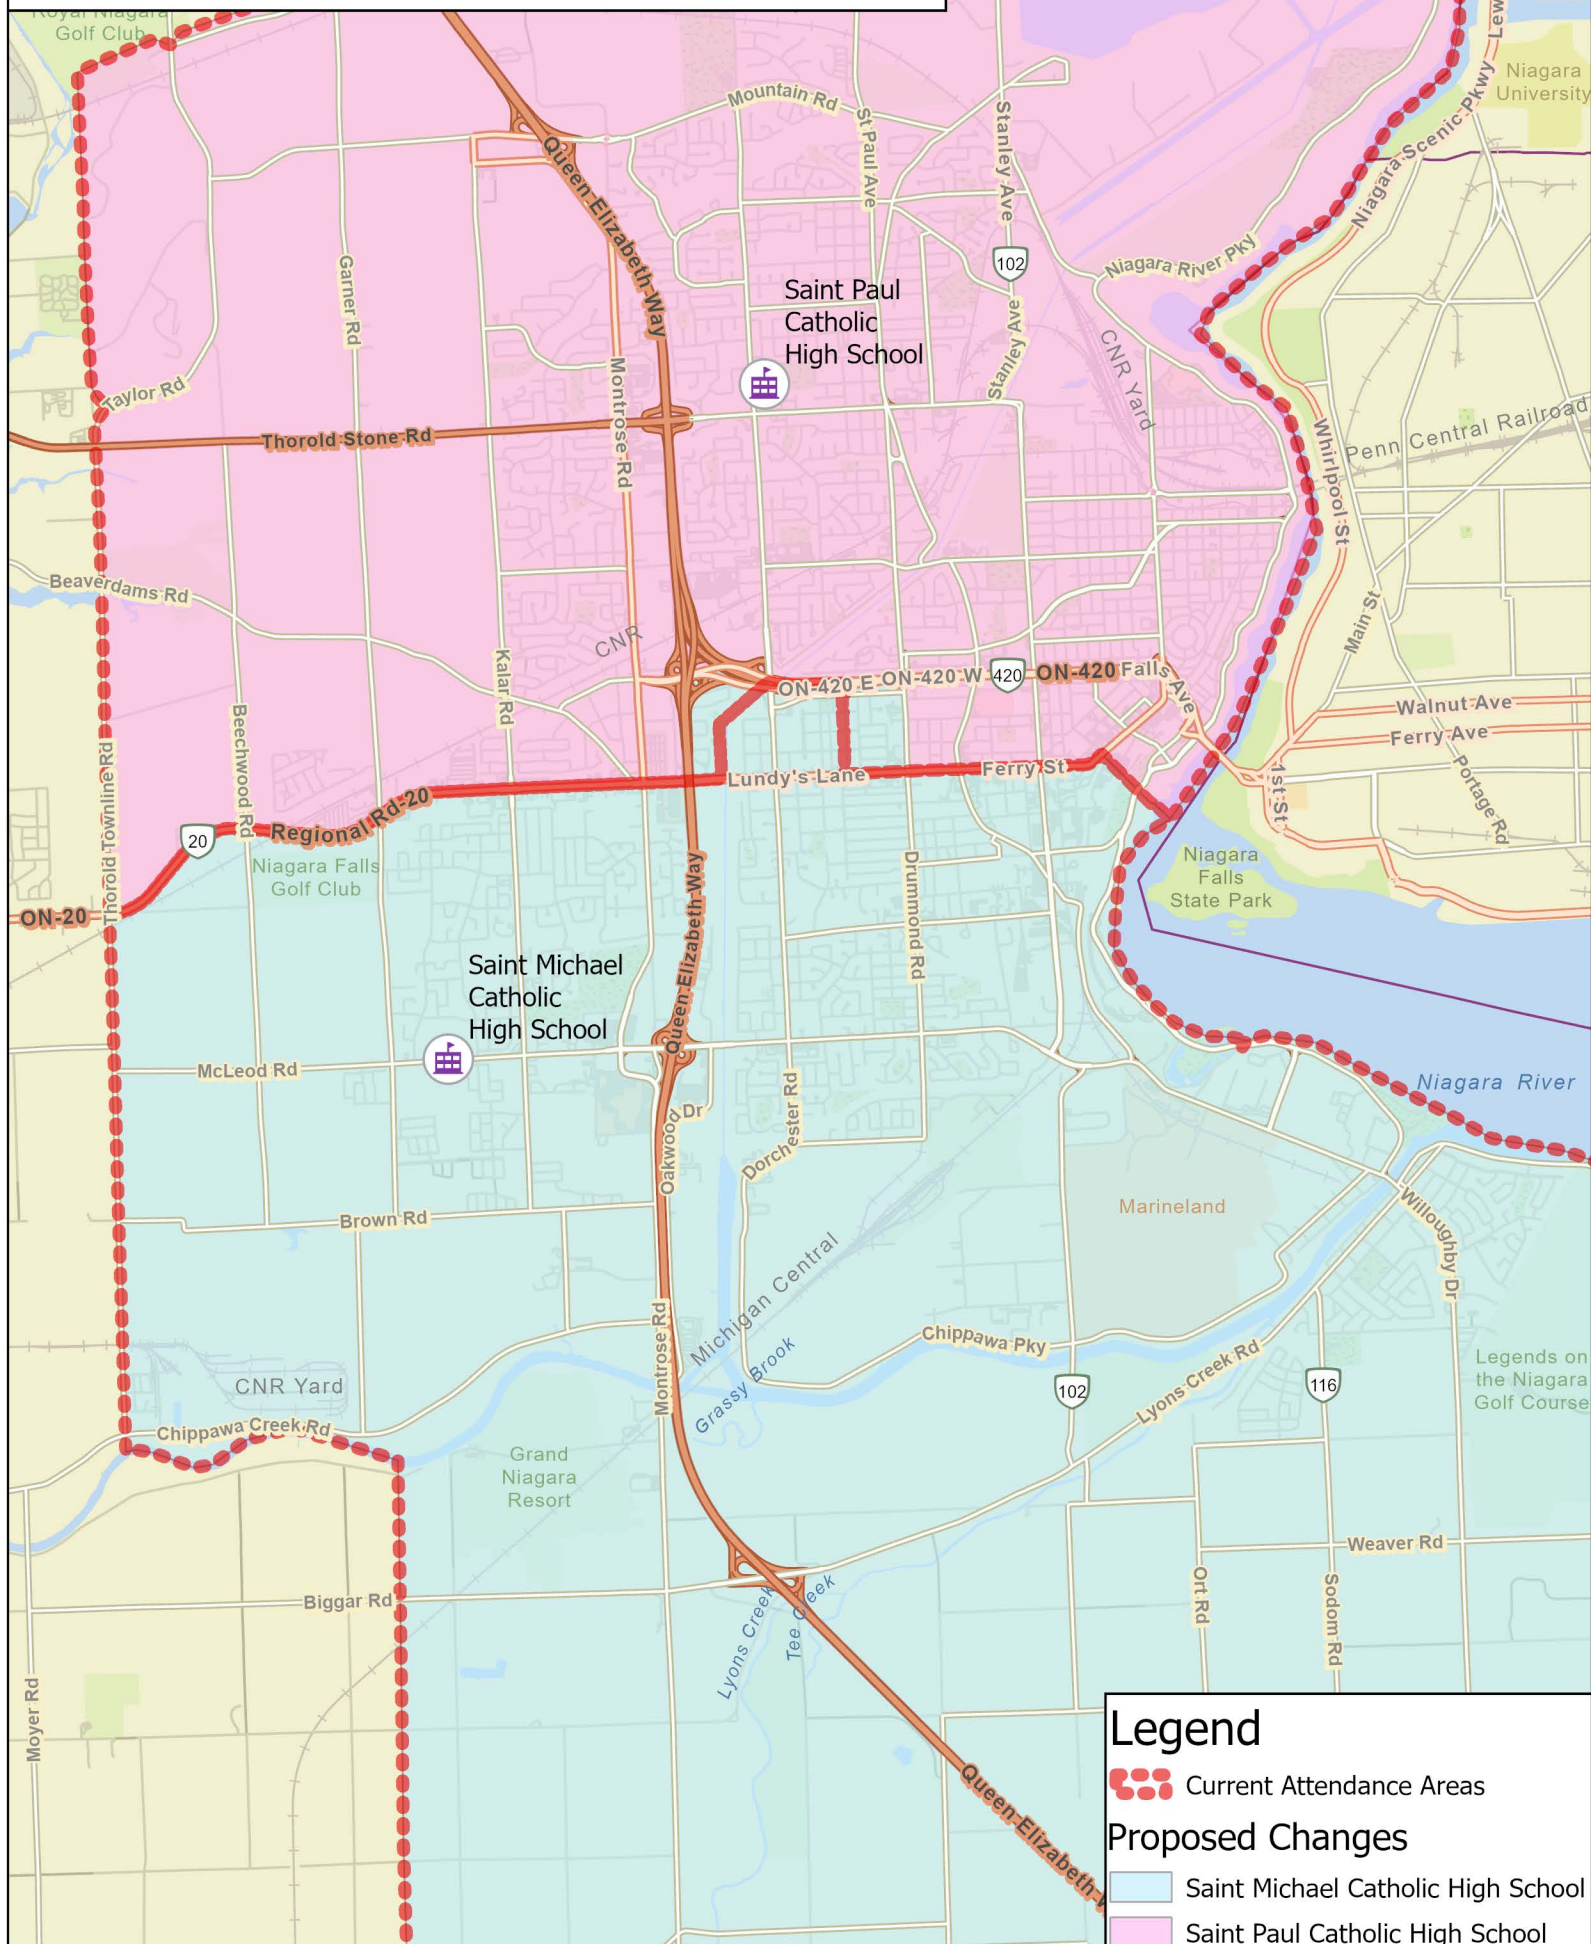 Royal Niagara
Golf Club
Niagara
University
Lew
Mountain Rd
St Paul Ave
Stanley Ave
Niagara Scenic Pkwy
Queen Elizabeth Way
102
Niagara River Pky
Garner Rd
Saint Paul
Catholic
High School
Stanley Ave
CNR Yard
Montrose Rd
Taylor Rd
Thorold Stone Rd
Whirlpool St
Penn Central Railroad
Beaverdams Rd
Main St
CNR
Kalar Rd
ON-420 E
ON-420 W
420
ON-420
Falls Ave
Walnut Ave
Ferry Ave
Beechwood Rd
Thorold Townline Rd
Lundy's Lane
Ferry St
1st St
Portage Rd
Regional Rd-20
20
Niagara Falls
Golf Club
Niagara
Falls
State Park
ON-20
Drummond Rd
Queen Elizabeth Way
Saint Michael
Catholic
High School
McLeod Rd
Niagara River
Oakwood Dr
Dorchester Rd
Marineland
Willoughby Dr
Brown Rd
Michigan Central
Montrose Rd
Grassy Brook
Chippawa Pky
Lyons Creek Rd
102
116
Legends on
the Niagara
Golf Course
CNR Yard
Chippawa Creek Rd
Grand
Niagara
Resort
Weaver Rd
Ort Rd
Sodom Rd
Biggar Rd
Lyons Creek
Tee Creek
Moyer Rd
Queen Elizabeth W
Legend
Current Attendance Areas
Proposed Changes
Saint Michael Catholic High School
Saint Paul Catholic High School